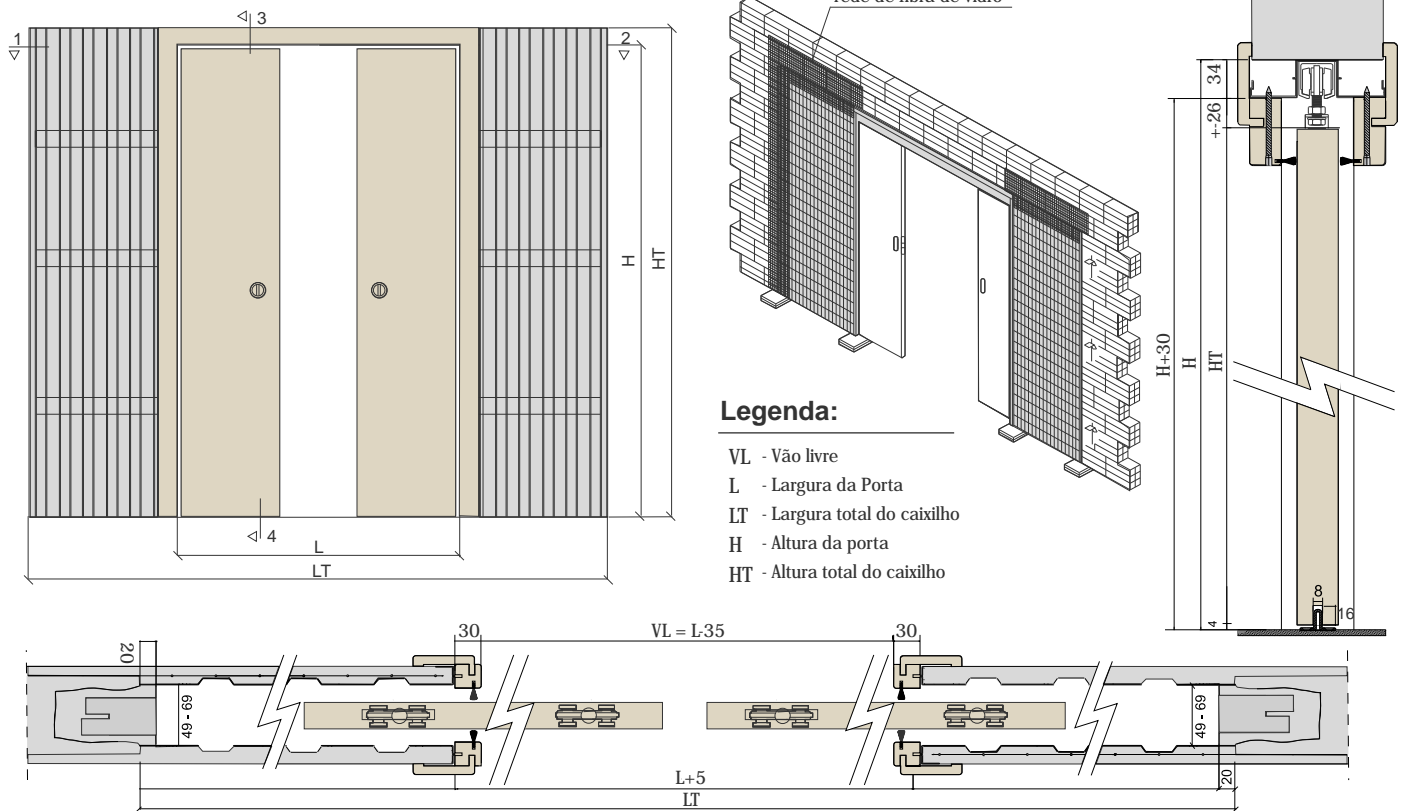 1
3
2
H
HT
4
L
LT
rede de fibra de vidro
Legenda:
VL - Vão livre
L - Largura da Porta
LT - Largura total do caixilho
H - Altura da porta
HT - Altura total do caixilho
34
+-26
H+30
H
HT
8
16
4
20
30
VL = L-35
30
49 - 69
49 - 69
L+5
20
LT